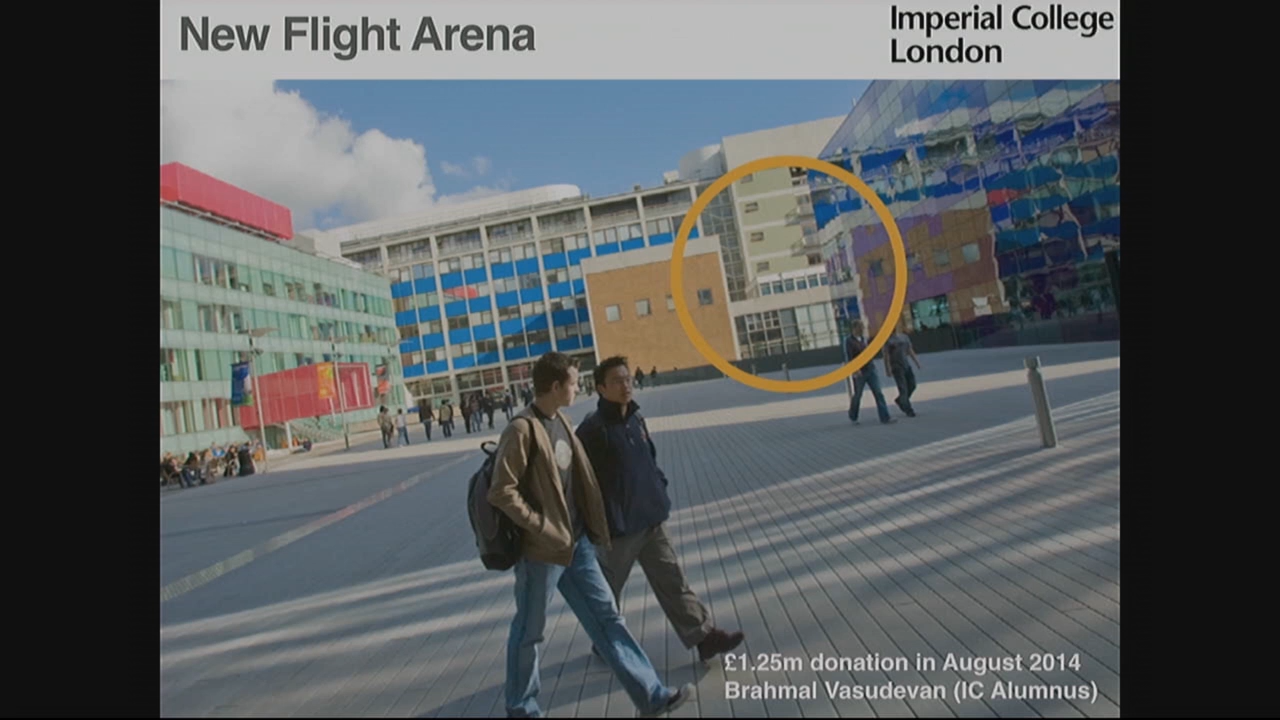 New Flight Arena
Imperial College
London
£1.25m donation in August 2014
Brahmal Vasudevan (IC Alumnus)